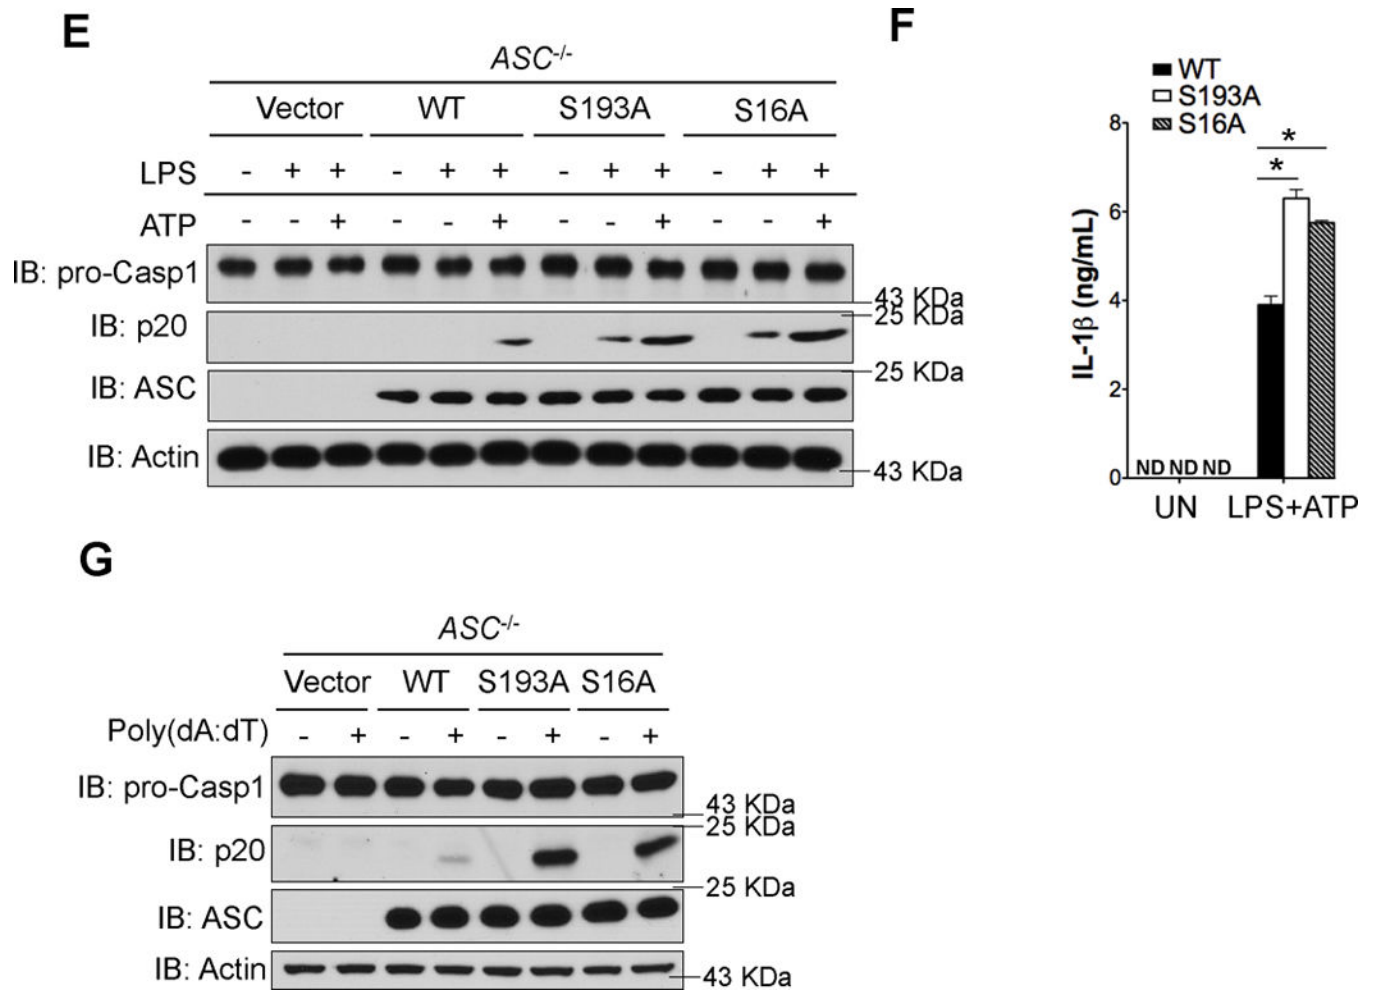 E
ASC-/-
Vector WT S193A S16A
LPS - + + - + + - + + - + +
ATP - - + - - + - - + - - +
IB: pro-Casp1
43 KDa
25 KDa
IB: p20
25 KDa
IB: ASC
IB: Actin
43 KDa
F
WT
S193A
S16A
* 
*
8
6
4
2
0
IL-1β (ng/mL)
ND ND ND
UN LPS+ATP
G
ASC-/-
Vector WT S193A S16A
Poly(dA:dT) - + - + - + - +
IB: pro-Casp1
43 KDa
25 KDa
IB: p20
25 KDa
IB: ASC
IB: Actin
43 KDa